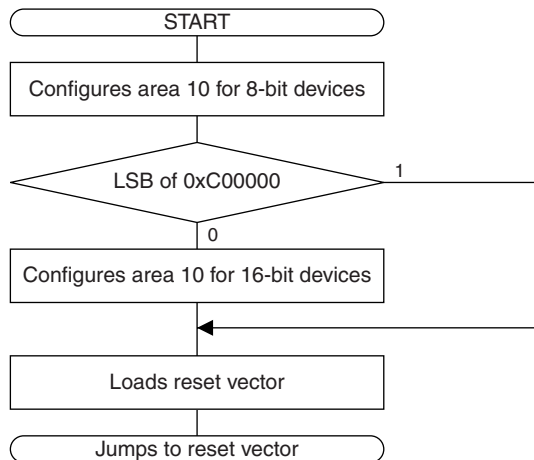 START
Configures area 10 for 8-bit devices
LSB of 0xC00000
1
0
Configures area 10 for 16-bit devices
Loads reset vector
Jumps to reset vector